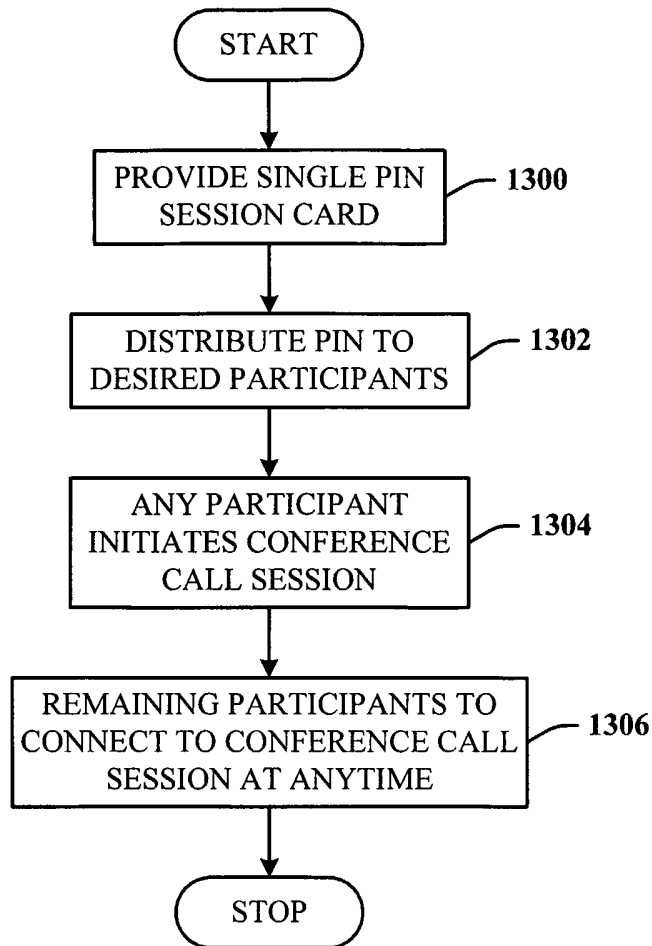 START
PROVIDE SINGLE PIN
SESSION CARD
1300
DISTRIBUTE PIN TO
DESIRED PARTICIPANTS
1302
ANY PARTICIPANT
INITIATES CONFERENCE
CALL SESSION
1304
REMAINING PARTICIPANTS TO
CONNECT TO CONFERENCE CALL
SESSION AT ANYTIME
1306
STOP